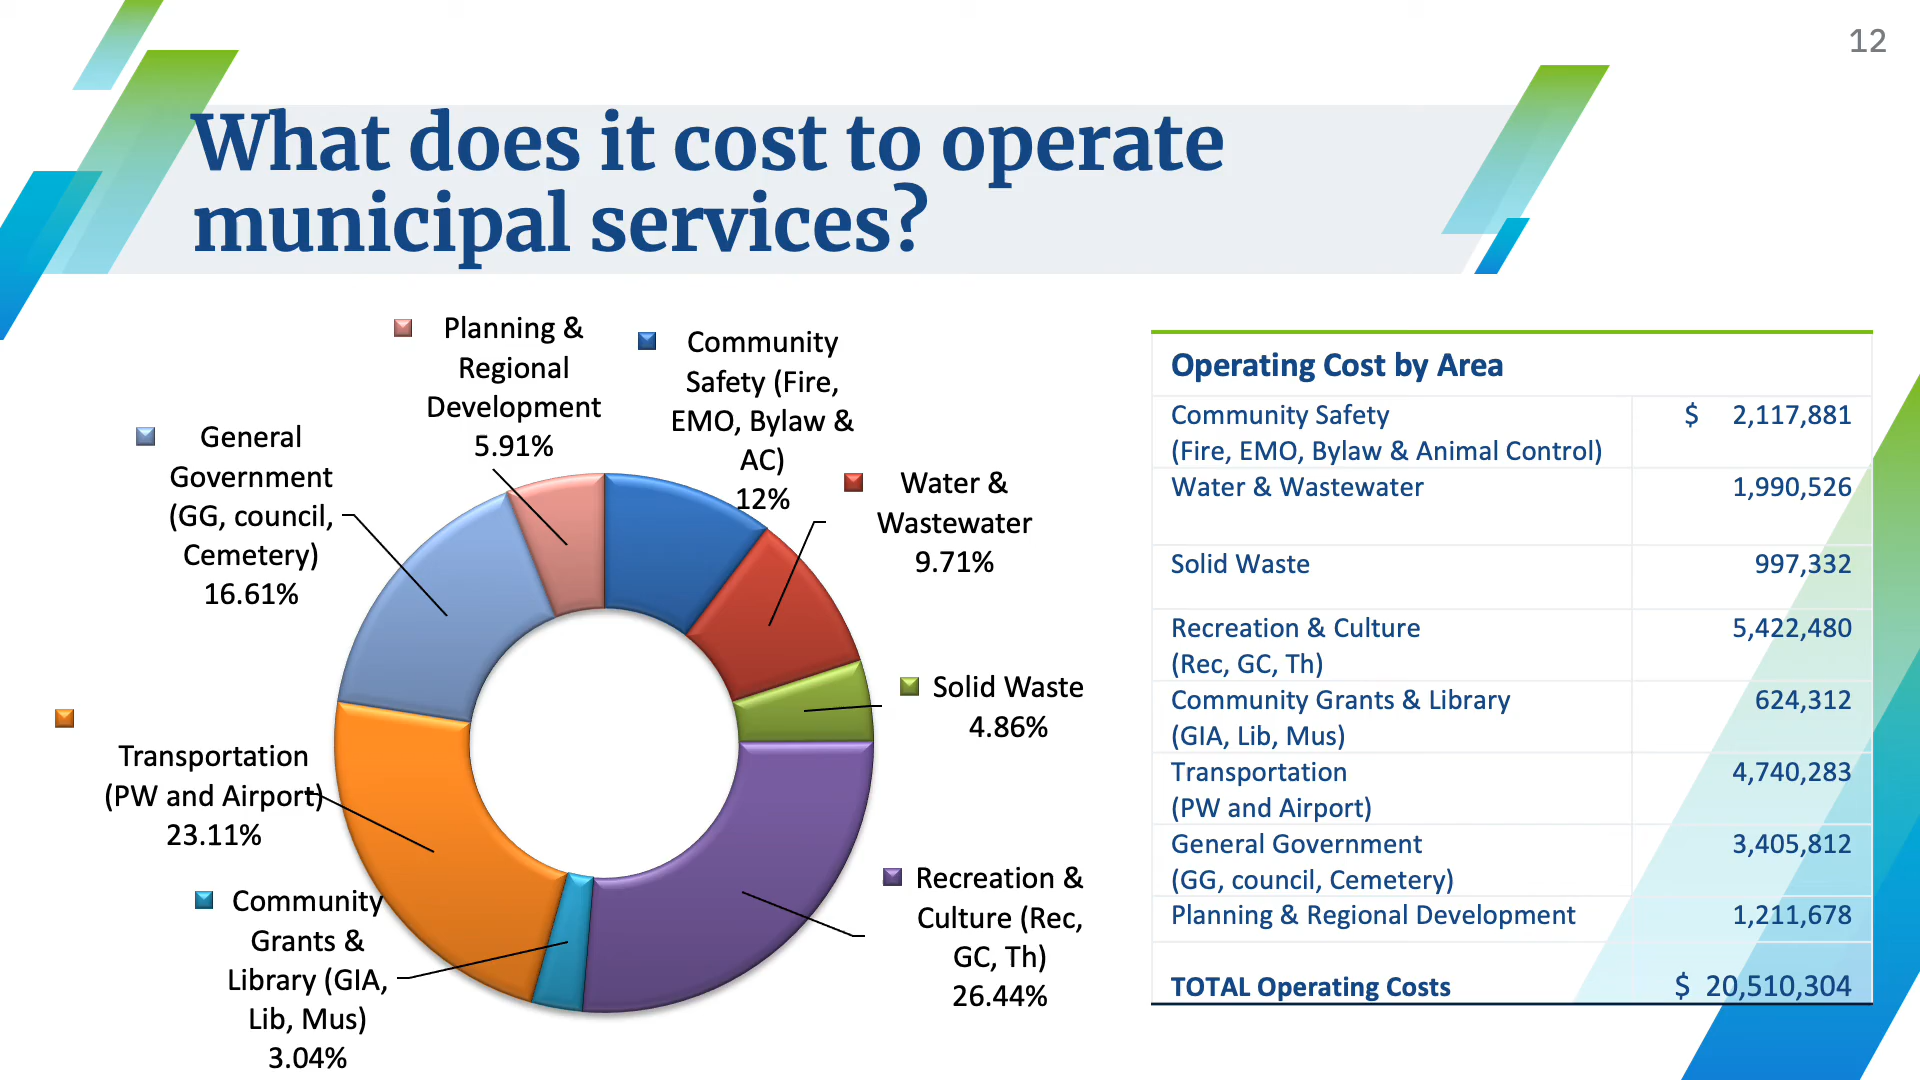 12
What does it cost to operate
municipal services?
Planning &
Regional
Development
5.91%
Community
Safety (Fire,
EMO, Bylaw &
AC)
12%
General
Government
(GG, council,
Cemetery)
16.61%
Water &
Wastewater
9.71%
Solid Waste
4.86%
Transportation
(PW and Airport)
23.11%
Community
Grants &
Library (GIA,
Lib, Mus)
3.04%
Recreation &
Culture (Rec,
GC, Th)
26.44%
Operating Cost by Area
Community Safety $ 2,117,881
(Fire, EMO, Bylaw & Animal Control)
Water & Wastewater 1,990,526
Solid Waste 997,332
Recreation & Culture 5,422,480
(Rec, GC, Th)
Community Grants & Library 624,312
(GIA, Lib, Mus)
Transportation 4,740,283
(PW and Airport)
General Government 3,405,812
(GG, council, Cemetery)
Planning & Regional Development 1,211,678
TOTAL Operating Costs $ 20,510,304